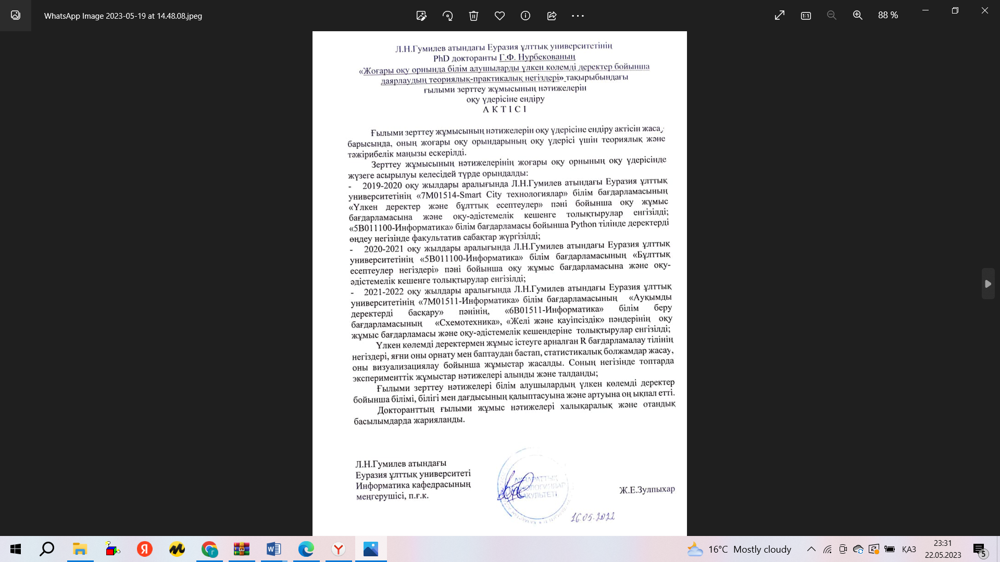 WhatsApp Image 2023-05-19 at 14.48.08.jpeg
88 %
Л.Н.Гумилев атындағы Еуразия ұлттық университетінің
PhD докторанты Г.Ф. Нурбекованың
«Жоғары оқу орнында білім алушыларды үлкен көлемді деректер бойынша
даярлаудың теориялық-практикалық негіздері» тақырыбындағы
ғылыми зерттеу жұмысының нәтижелерін
оқу үдерісіне ендіру
А К Т І С І
Ғылыми зерттеу жұмысының нәтижелерін оқу үдерісіне ендіру актісін жасау
барысында, оның жоғары оқу орындарының оқу үдерісі үшін теориялық және
тәжірибелік маңызы ескерілді.
Зерттеу жұмысының нәтижелерінің жоғары оқу орнының оқу үдерісінде
жүзеге асырылуы келесідей түрде орындалды:
- 2019-2020 оқу жылдары аралығында Л.Н.Гумилев атындағы Еуразия ұлттық
университетінің «7М01514-Smart City технологиялар» білім бағдарламасының
«Үлкен деректер және бұлттық есептеулер» пәні бойынша оқу жұмыс
бағдарламасына және оқу-әдістемелік кешенге толықтырулар енгізілді;
«5В011100-Информатика» білім бағдарламасы бойынша Python тілінде деректерді
өңдеу негізінде факультатив сабақтар жүргізілді;
- 2020-2021 оқу жылдары аралығында Л.Н.Гумилев атындағы Еуразия ұлттық
университетінің «5В011100-Информатика» білім бағдарламасының «Бұлттық
есептеулер негіздері» пәні бойынша оқу жұмыс бағдарламасына және оқу-
әдістемелік кешенге толықтырулар енгізілді;
- 2021-2022 оқу жылдары аралығында Л.Н.Гумилев атындағы Еуразия ұлттық
университетінің «7М01511-Информатика» білім бағдарламасының «Ауқымды
деректерді басқару» пәнінің, «6В01511-Информатика» білім беру
бағдарламасының «Схемотехника», «Желі және қауіпсіздік» пәндерінің оқу
жұмыс бағдарламасы және оқу-әдістемелік кешендеріне толықтырулар енгізілді;
Үлкен көлемді деректермен жұмыс істеуге арналған R бағдарламалау тілінің
негіздері, яғни оны орнату мен баптаудан бастап, статистикалық болжамдар жасау,
оны визуализациялау бойынша жұмыстар жасалды. Соның негізінде топтарда
эксперименттік жұмыстар нәтижелері алынды және талданды;
Ғылыми зерттеу нәтижелері білім алушылардың үлкен көлемді деректер
бойынша білімі, білігі мен дағдысының қалыптасуына және артуына оң ықпал етті.
Докторанттың ғылыми жұмыс нәтижелері халықаралық және отандық
басылымдарда жарияланды.
Л.Н.Гумилев атындағы
Еуразия ұлттық университеті
Информатика кафедрасының
меңгерушісі, п.ғ.к.
АҚПАРАТТЫҚ
ТЕХНОЛОГИЯЛАР
ФАКУЛЬТЕТІ
Ж.Е.Зулпыхар
16.05.2022
16°C Mostly cloudy
ҚАЗ
23:31
22.05.2023
5